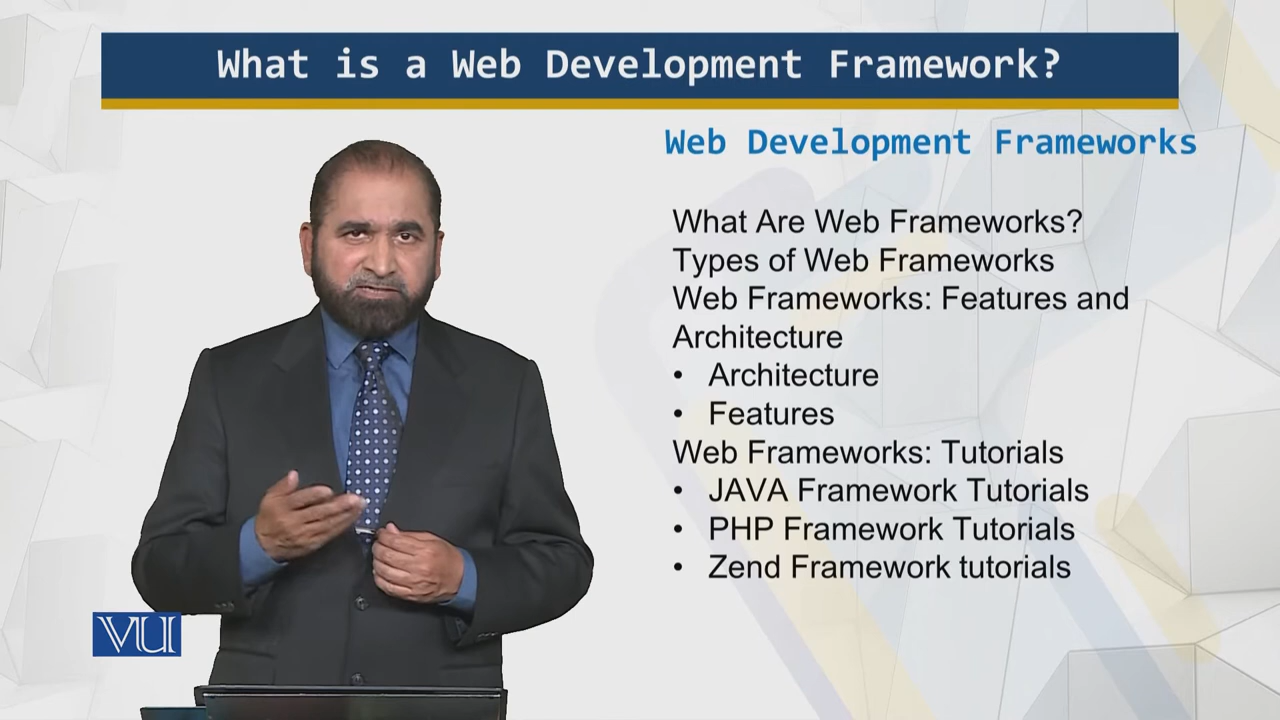 What is a Web Development Framework?
Web Development Frameworks
What Are Web Frameworks?
Types of Web Frameworks
Web Frameworks: Features and
Architecture
• Architecture
• Features
Web Frameworks: Tutorials
• JAVA Framework Tutorials
• PHP Framework Tutorials
• Zend Framework tutorials
VU